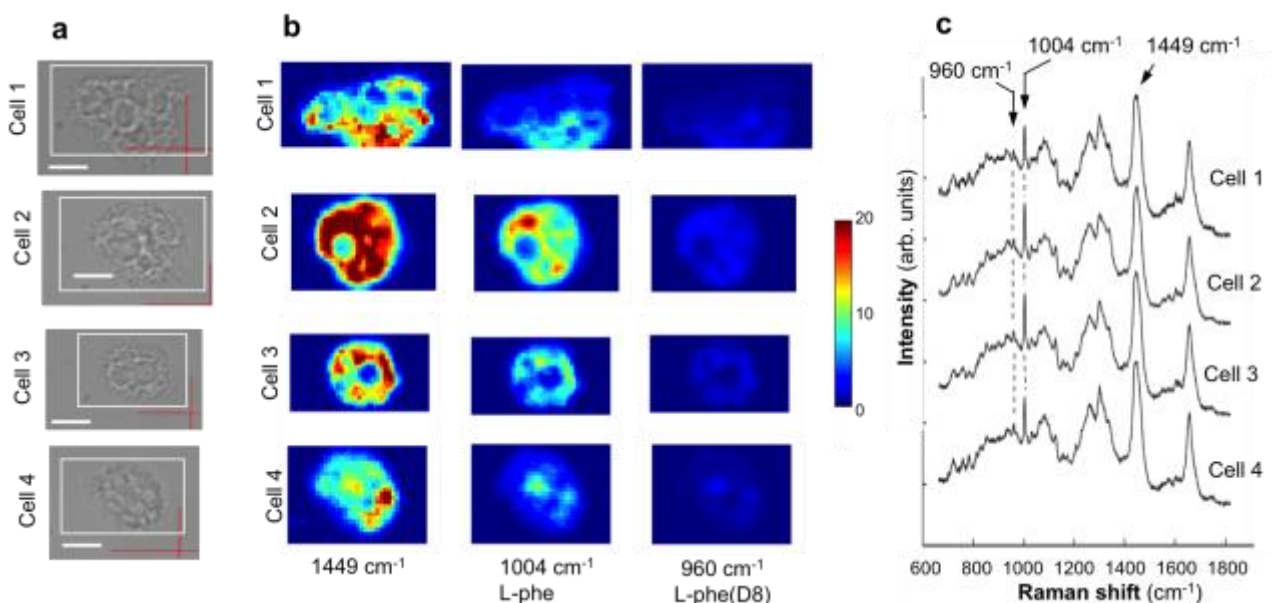 a
b
c
Cell 1
Cell 2
Cell 3
Cell 4
Cell 1
Cell 2
Cell 3
Cell 4
1449 cm⁻¹
1004 cm⁻¹
L-phe
960 cm⁻¹
L-phe(D8)
20
10
0
1004 cm⁻¹
960 cm⁻¹
1449 cm⁻¹
Cell 1
Cell 2
Cell 3
Cell 4
Intensity (arb. units)
600 800 1000 1200 1400 1600 1800
Raman shift (cm⁻¹)